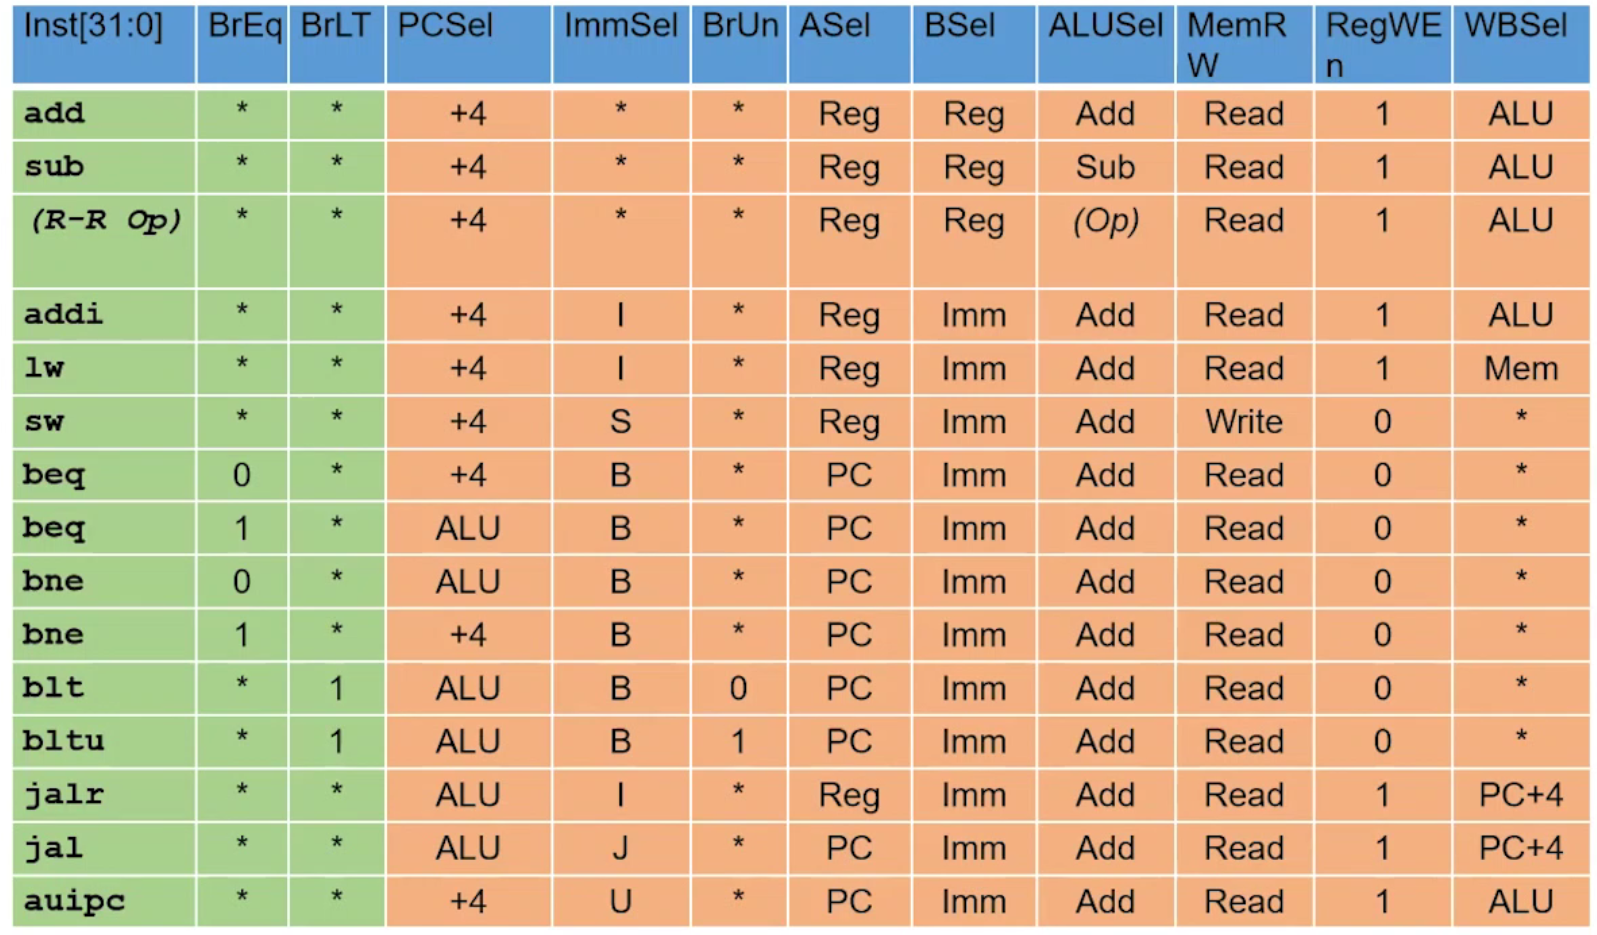 Inst[31:0] BrEq BrLT PCSel ImmSel BrUn ASel BSel ALUSel MemR RegWE WBSel
W n
add * * +4 * * Reg Reg Add Read 1 ALU
sub * * +4 * * Reg Reg Sub Read 1 ALU
(R-R Op) * * +4 * * Reg Reg (Op) Read 1 ALU
addi * * +4 I * Reg Imm Add Read 1 ALU
lw * * +4 I * Reg Imm Add Read 1 Mem
sw * * +4 S * Reg Imm Add Write 0 *
beq 0 * +4 B * PC Imm Add Read 0 *
beq 1 * ALU B * PC Imm Add Read 0 *
bne 0 * ALU B * PC Imm Add Read 0 *
bne 1 * +4 B * PC Imm Add Read 0 *
blt * 1 ALU B 0 PC Imm Add Read 0 *
bltu * 1 ALU B 1 PC Imm Add Read 0 *
jalr * * ALU I * Reg Imm Add Read 1 PC+4
jal * * ALU J * PC Imm Add Read 1 PC+4
auipc * * +4 U * PC Imm Add Read 1 ALU